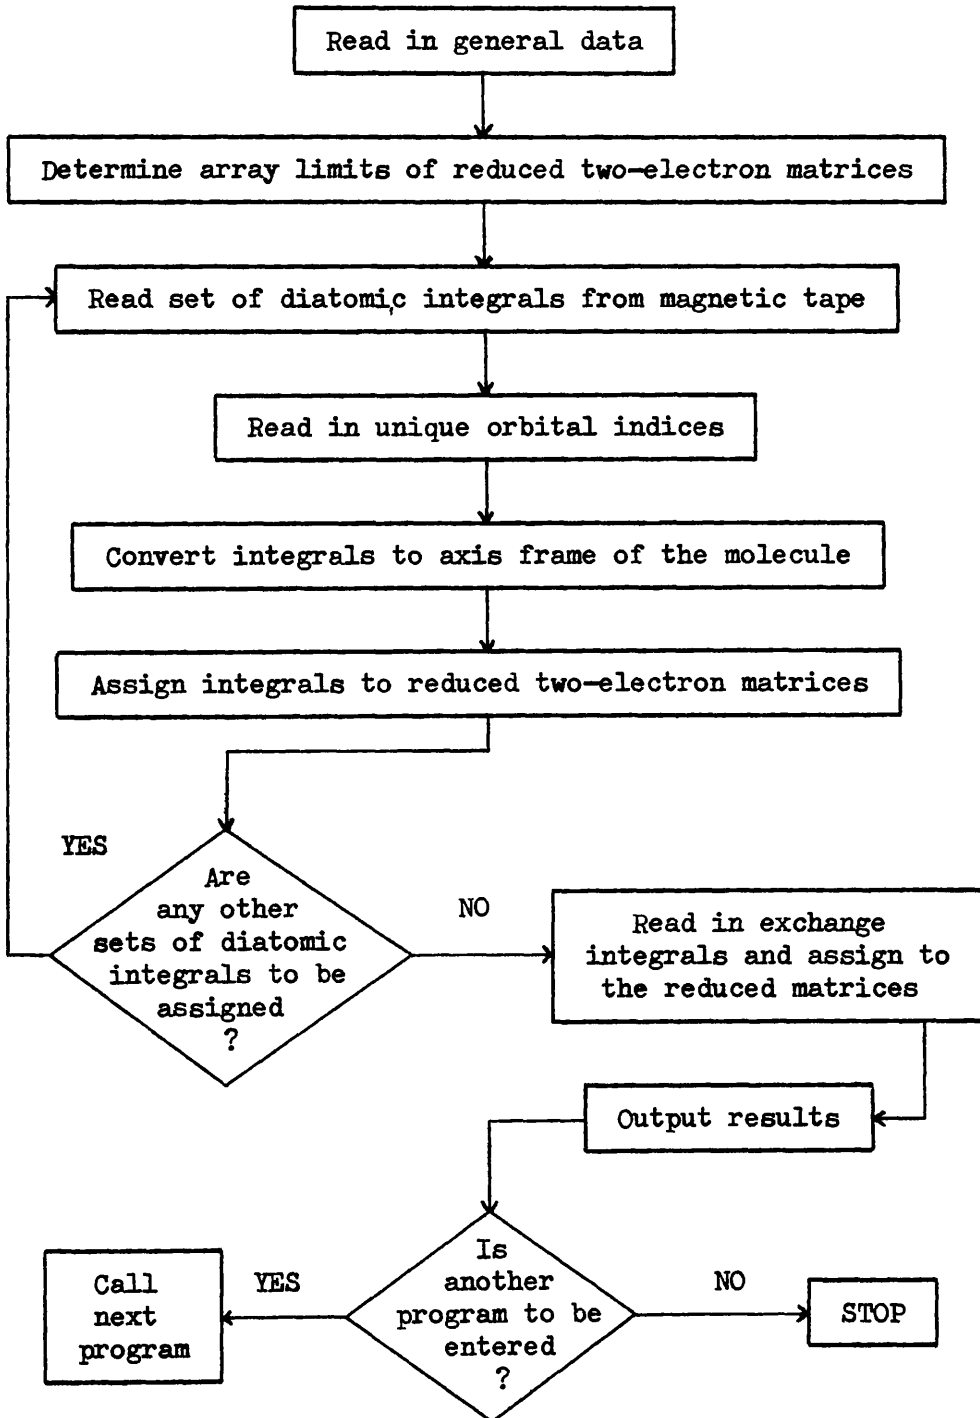 Read in general data
Determine array limits of reduced two-electron matrices
Read set of diatomic integrals from magnetic tape
Read in unique orbital indices
Convert integrals to axis frame of the molecule
Assign integrals to reduced two-electron matrices
YES
Are
any other
sets of diatomic
integrals to be
assigned
?
NO
Read in exchange
integrals and assign to
the reduced matrices
Output results
Is
another
program to be
entered
?
YES
Call
next
program
NO
STOP